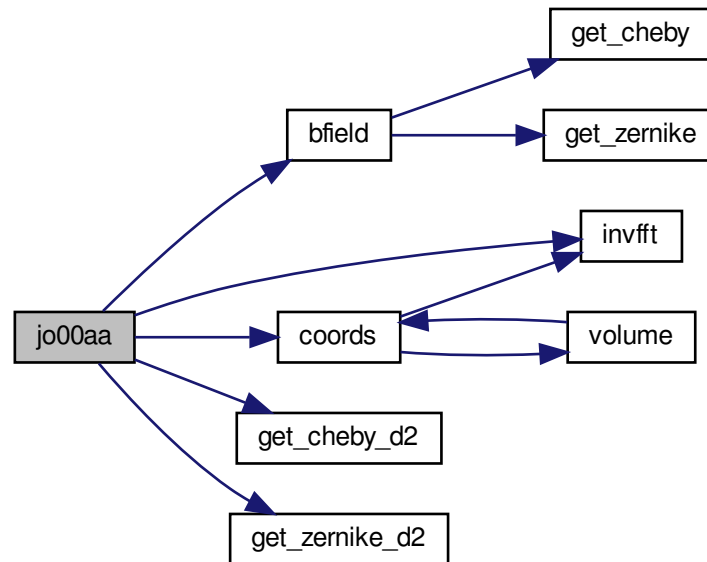 get_cheby
bfield
get_zernike
invfft
jo00aa
coords
volume
get_cheby_d2
get_zernike_d2